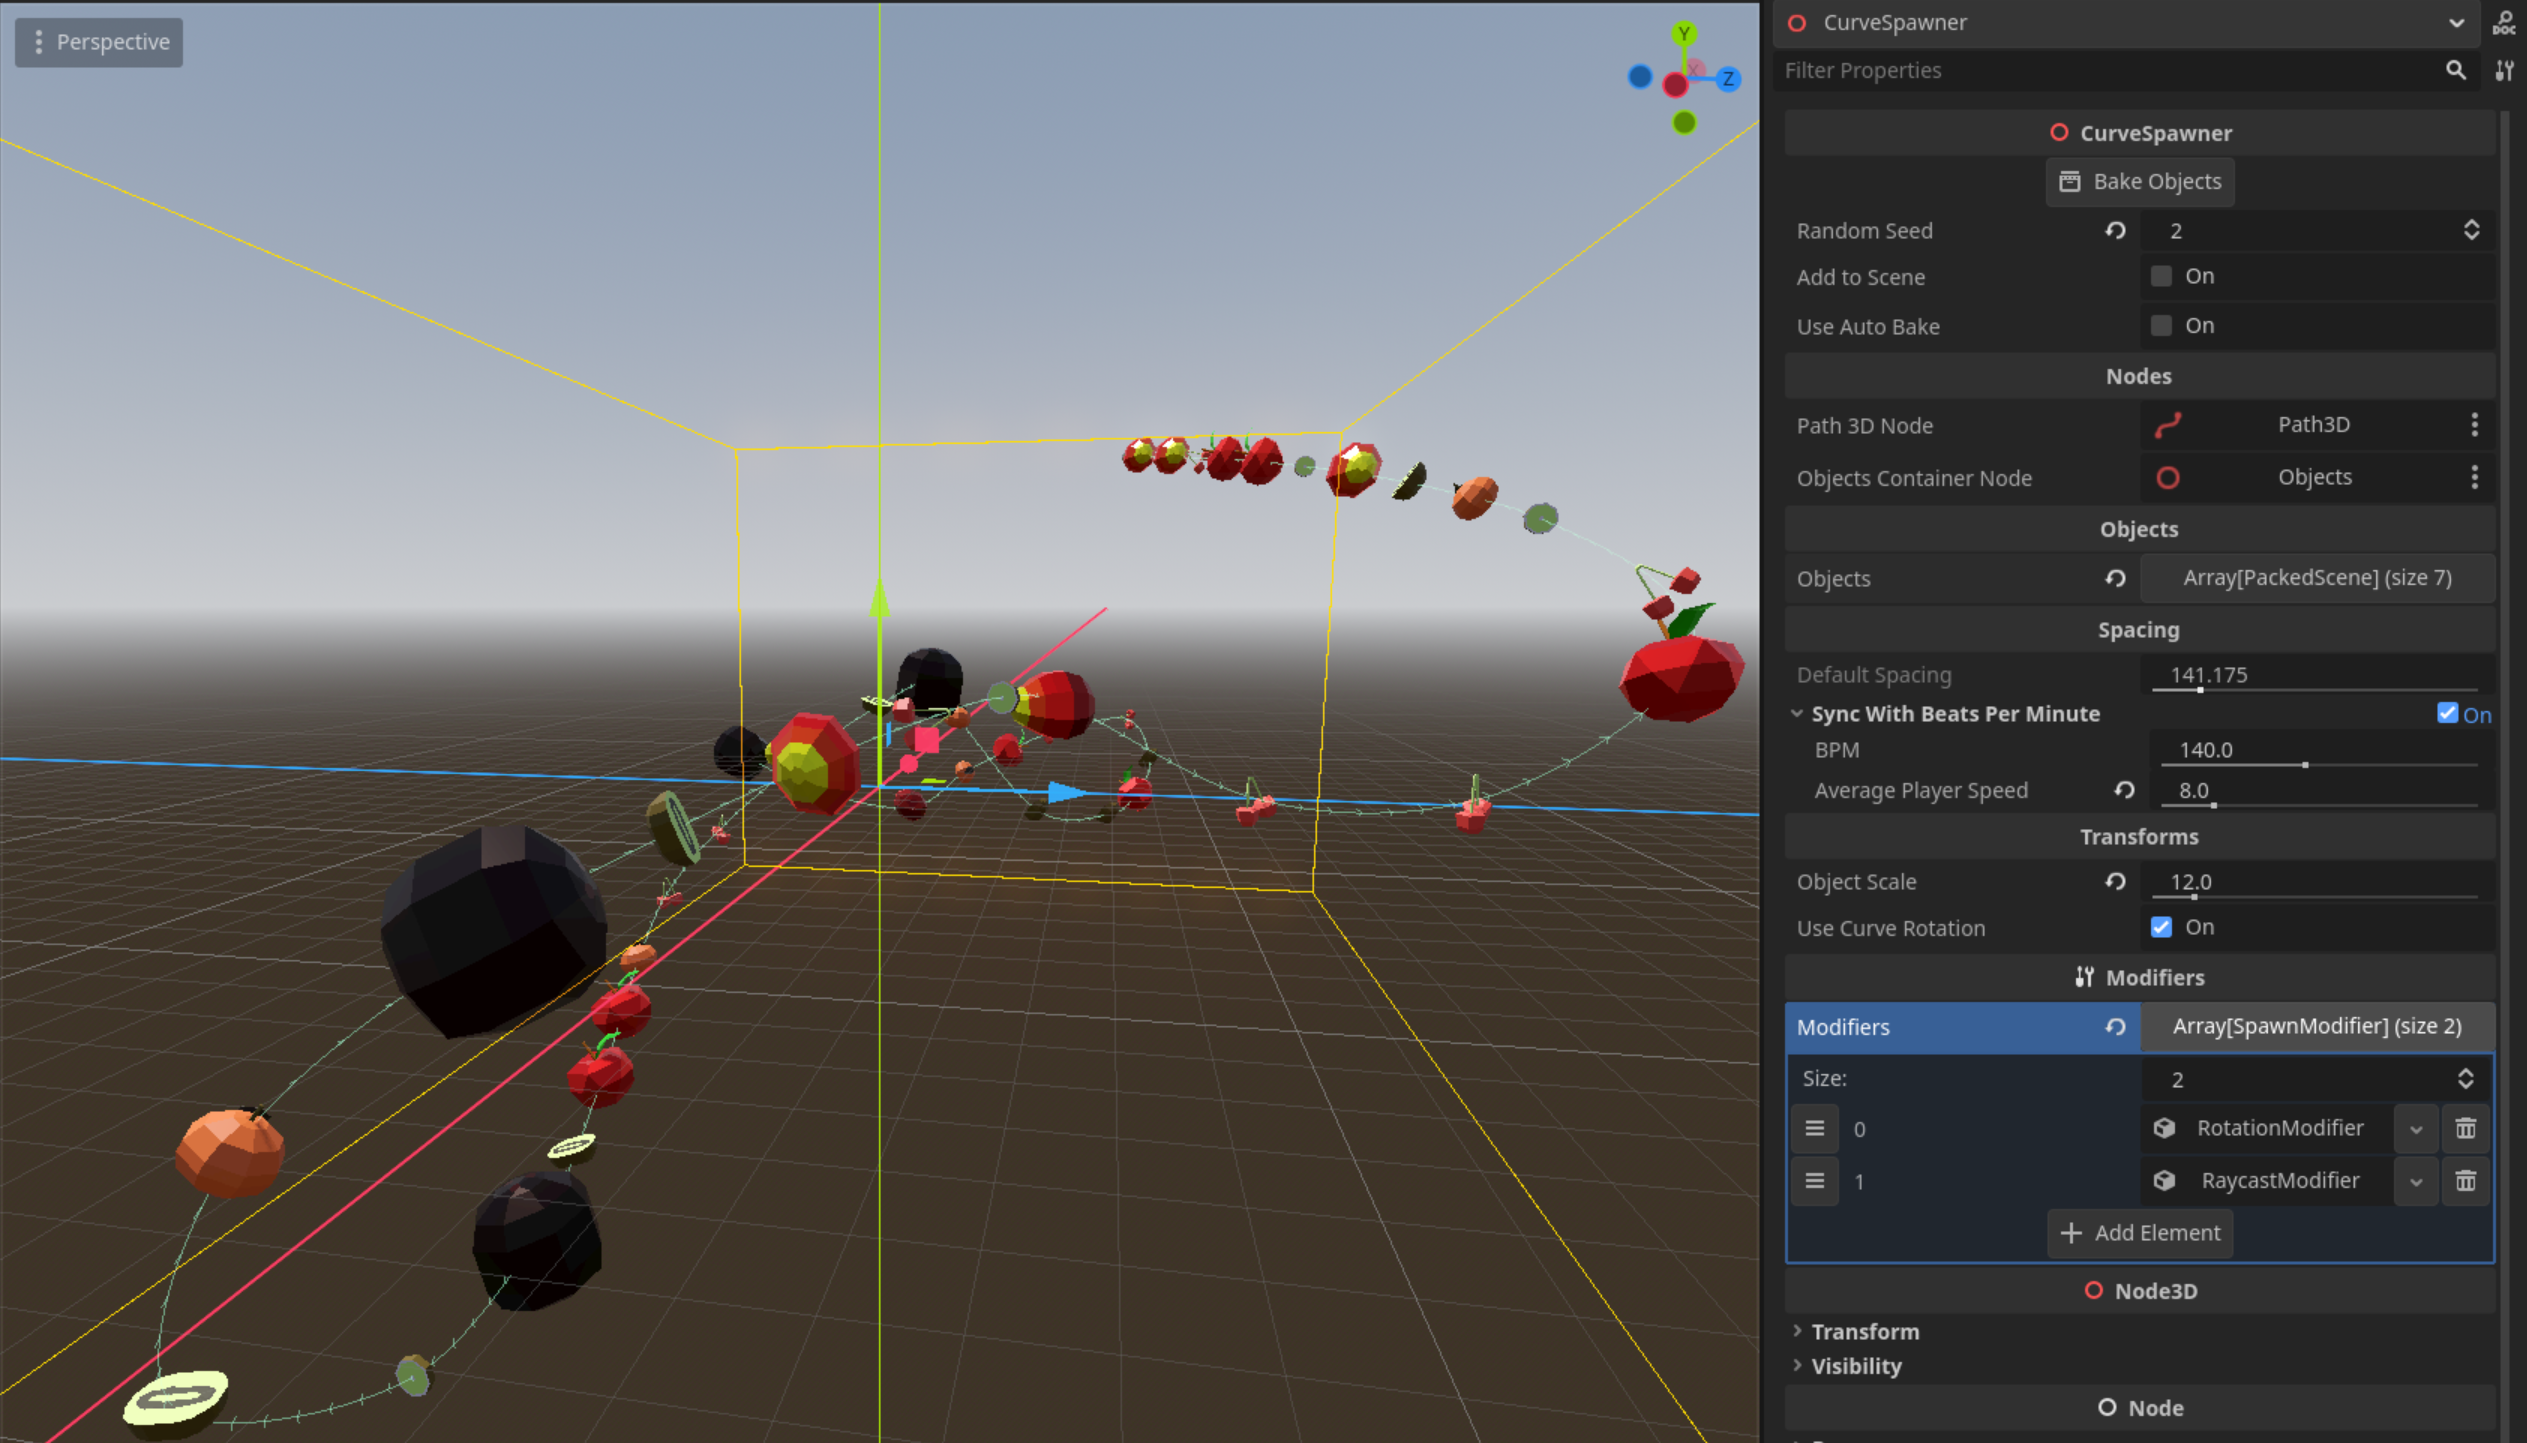 Perspective
Y
X
Z
CurveSpawner
DOC
Filter Properties
CurveSpawner
Bake Objects
Random Seed 2
Add to Scene On
Use Auto Bake On
Nodes
Path 3D Node Path3D
Objects Container Node Objects
Objects
Objects Array[PackedScene] (size 7)
Spacing
Default Spacing 141.175
Sync With Beats Per Minute On
BPM 140.0
Average Player Speed 8.0
Transforms
Object Scale 12.0
Use Curve Rotation On
Modifiers
Modifiers Array[SpawnModifier] (size 2)
Size: 2
0 RotationModifier
1 RaycastModifier
Add Element
Node3D
Transform
Visibility
Node